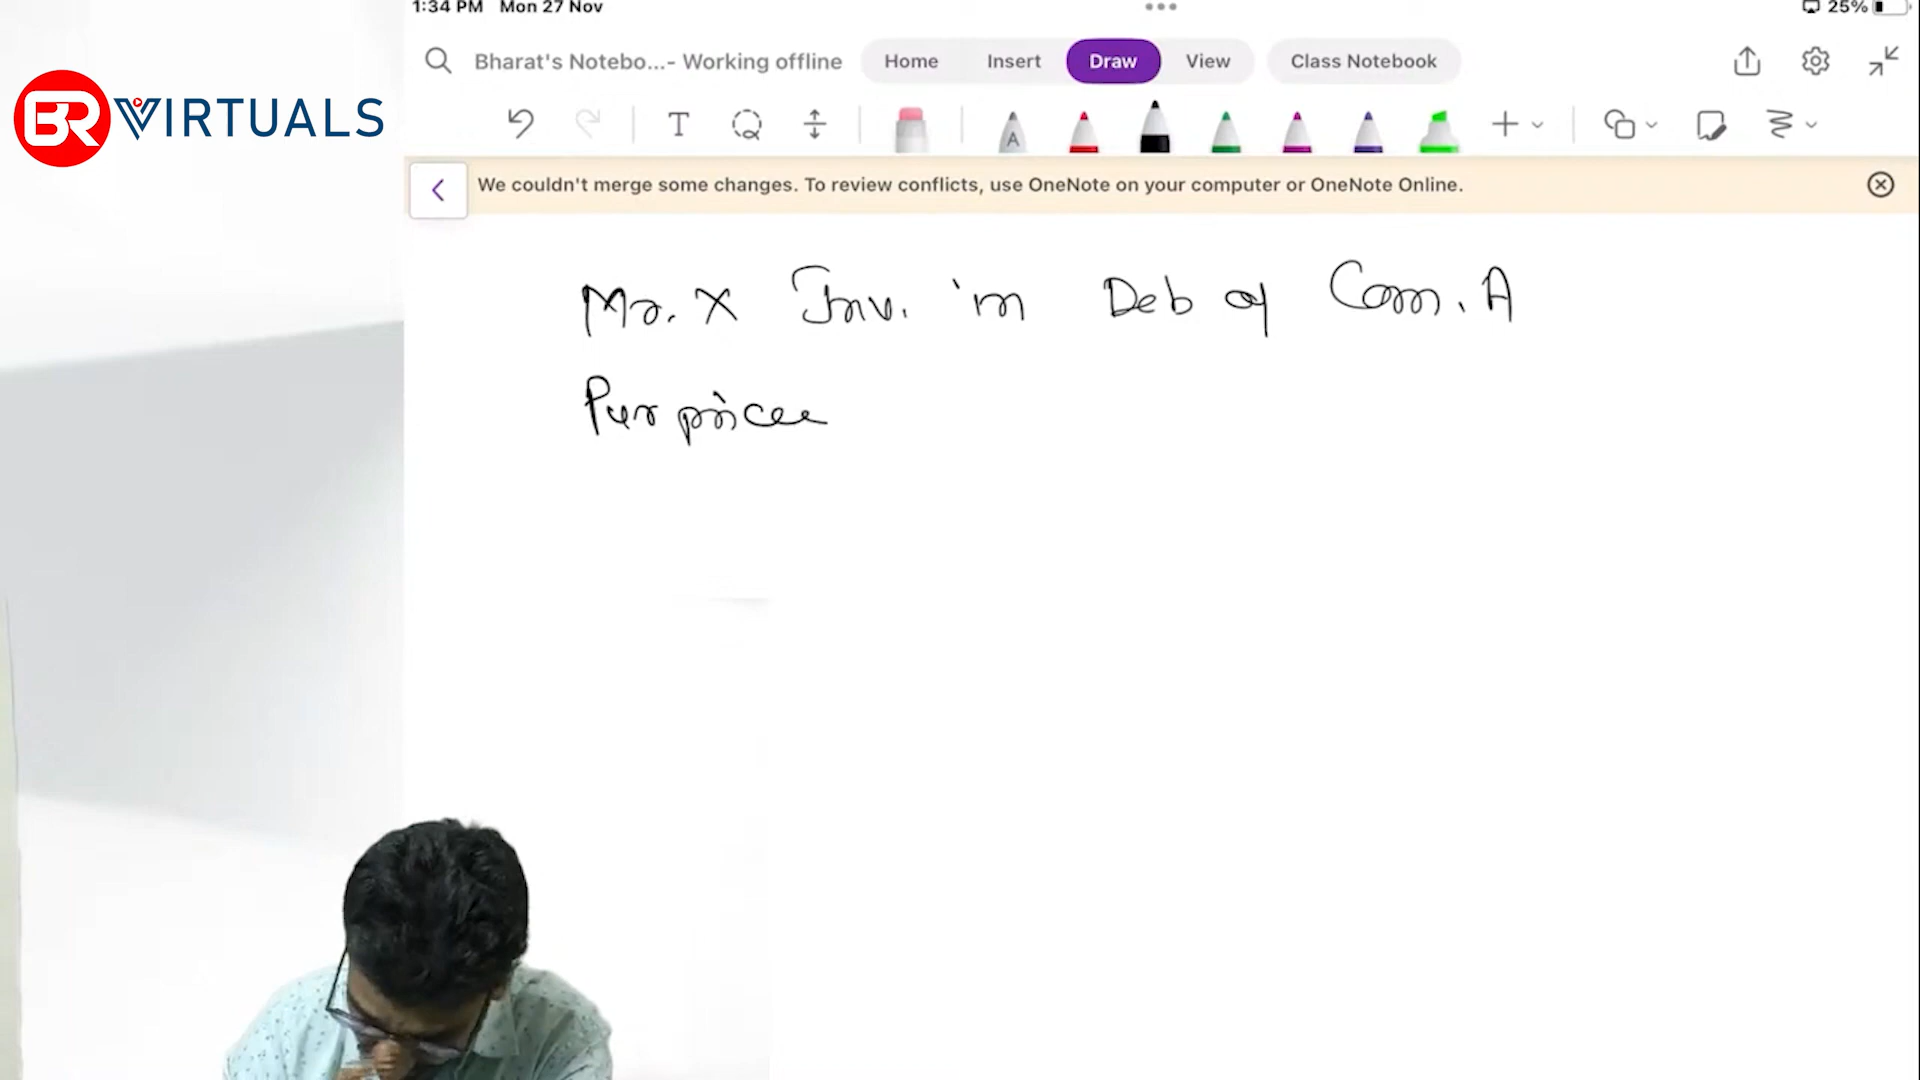 1:34 PM Mon 27 Nov
25%
BR VIRTUALS
Bharat's Notebo...- Working offline
Home Insert Draw View Class Notebook
T
A
We couldn't merge some changes. To review conflicts, use OneNote on your computer or OneNote Online.
Mr. X Inv. in Deb of Com. A
Pur price